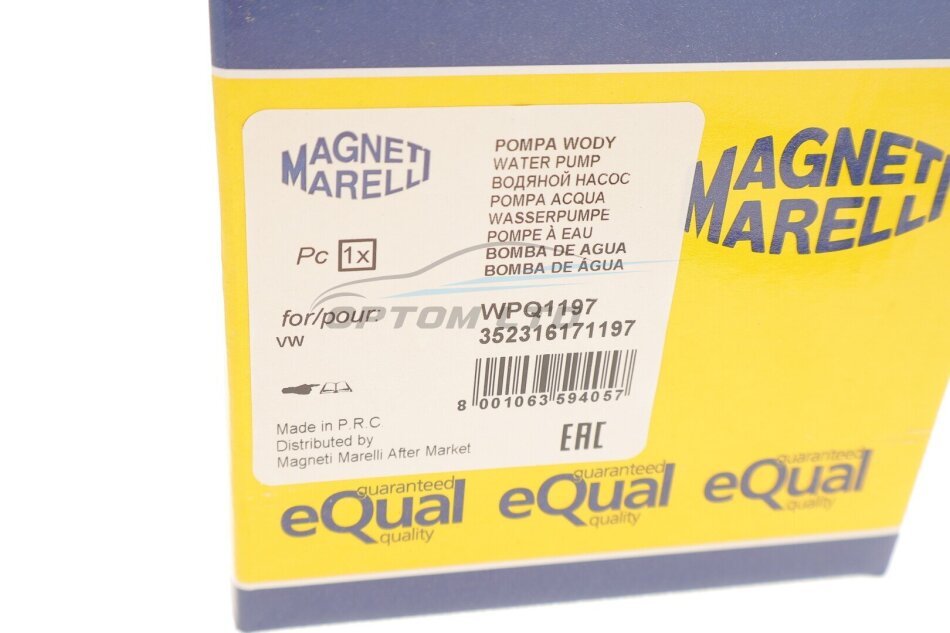 MAGNETI
MARELLI
POMPA WODY
WATER PUMP
ВОДЯНОЙ НАСОС
POMPA ACQUA
WASSERPUMPE
POMPE À EAU
BOMBA DE AGUA
BOMBA DE ÁGUA
Pc 1x
for/pour:
VW
WPQ1197
352316171197
8 001063 594057
Made in P.R.C
Distributed by
Magneti Marelli After Market
EAC
MAGNETI
MARELLI
OPTOM LTD
guaranteed
eQual
quality
guaranteed
eQual
quality
guaranteed
eQual
quality